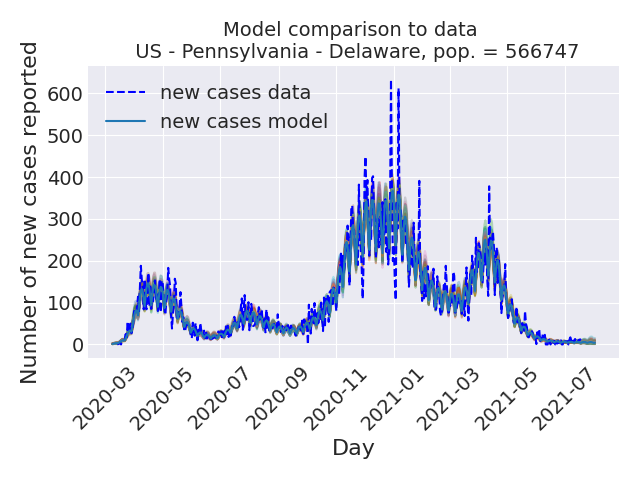 Model comparison to data
US - Pennsylvania - Delaware, pop. = 566747
Number of new cases reported
600
500
400
300
200
100
0
new cases data
new cases model
2020-03
2020-05
2020-07
2020-09
2020-11
2021-01
2021-03
2021-05
2021-07
Day